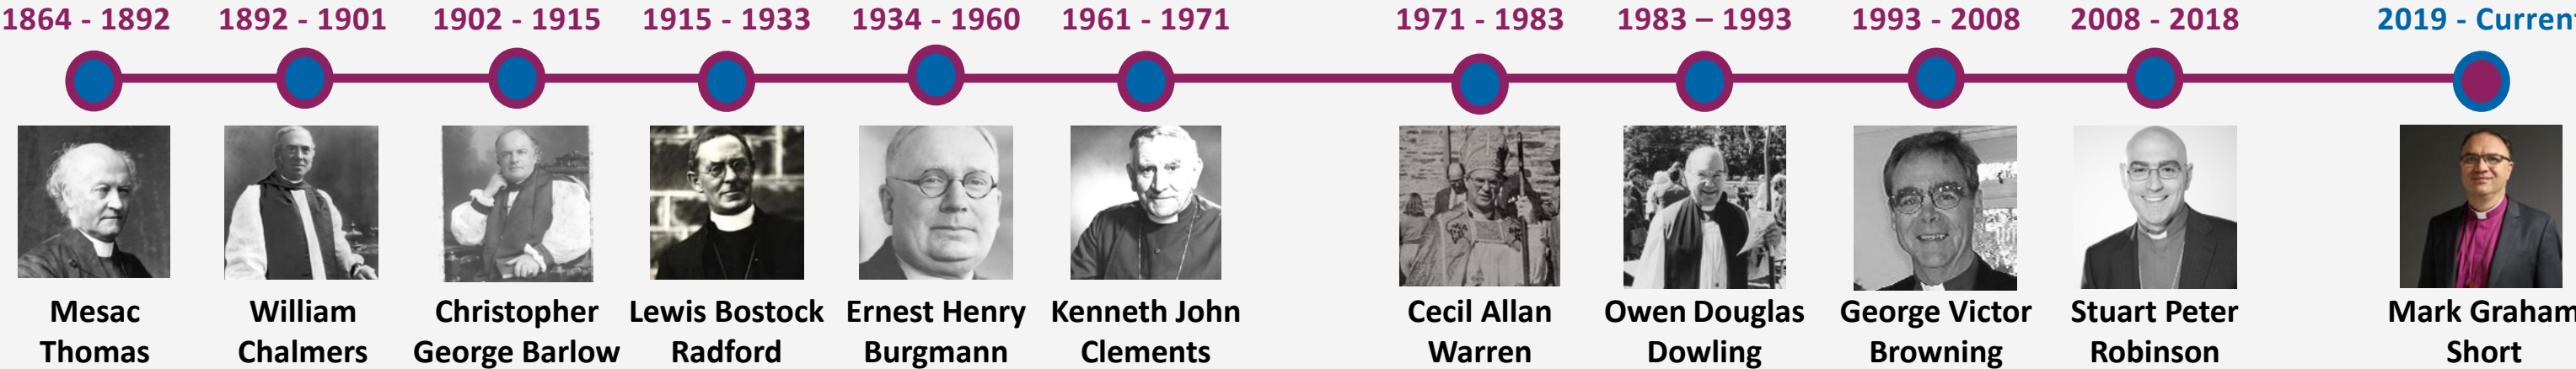 1864 - 1892
1892 - 1901
1902 - 1915
1915 - 1933
1934 - 1960
1961 - 1971
1971 - 1983
1983 – 1993
1993 - 2008
2008 - 2018
2019 - Current
Mesac
Thomas
William
Chalmers
Christopher
George Barlow
Lewis Bostock
Radford
Ernest Henry
Burgmann
Kenneth John
Clements
Cecil Allan
Warren
Owen Douglas
Dowling
George Victor
Browning
Stuart Peter
Robinson
Mark Graham
Short